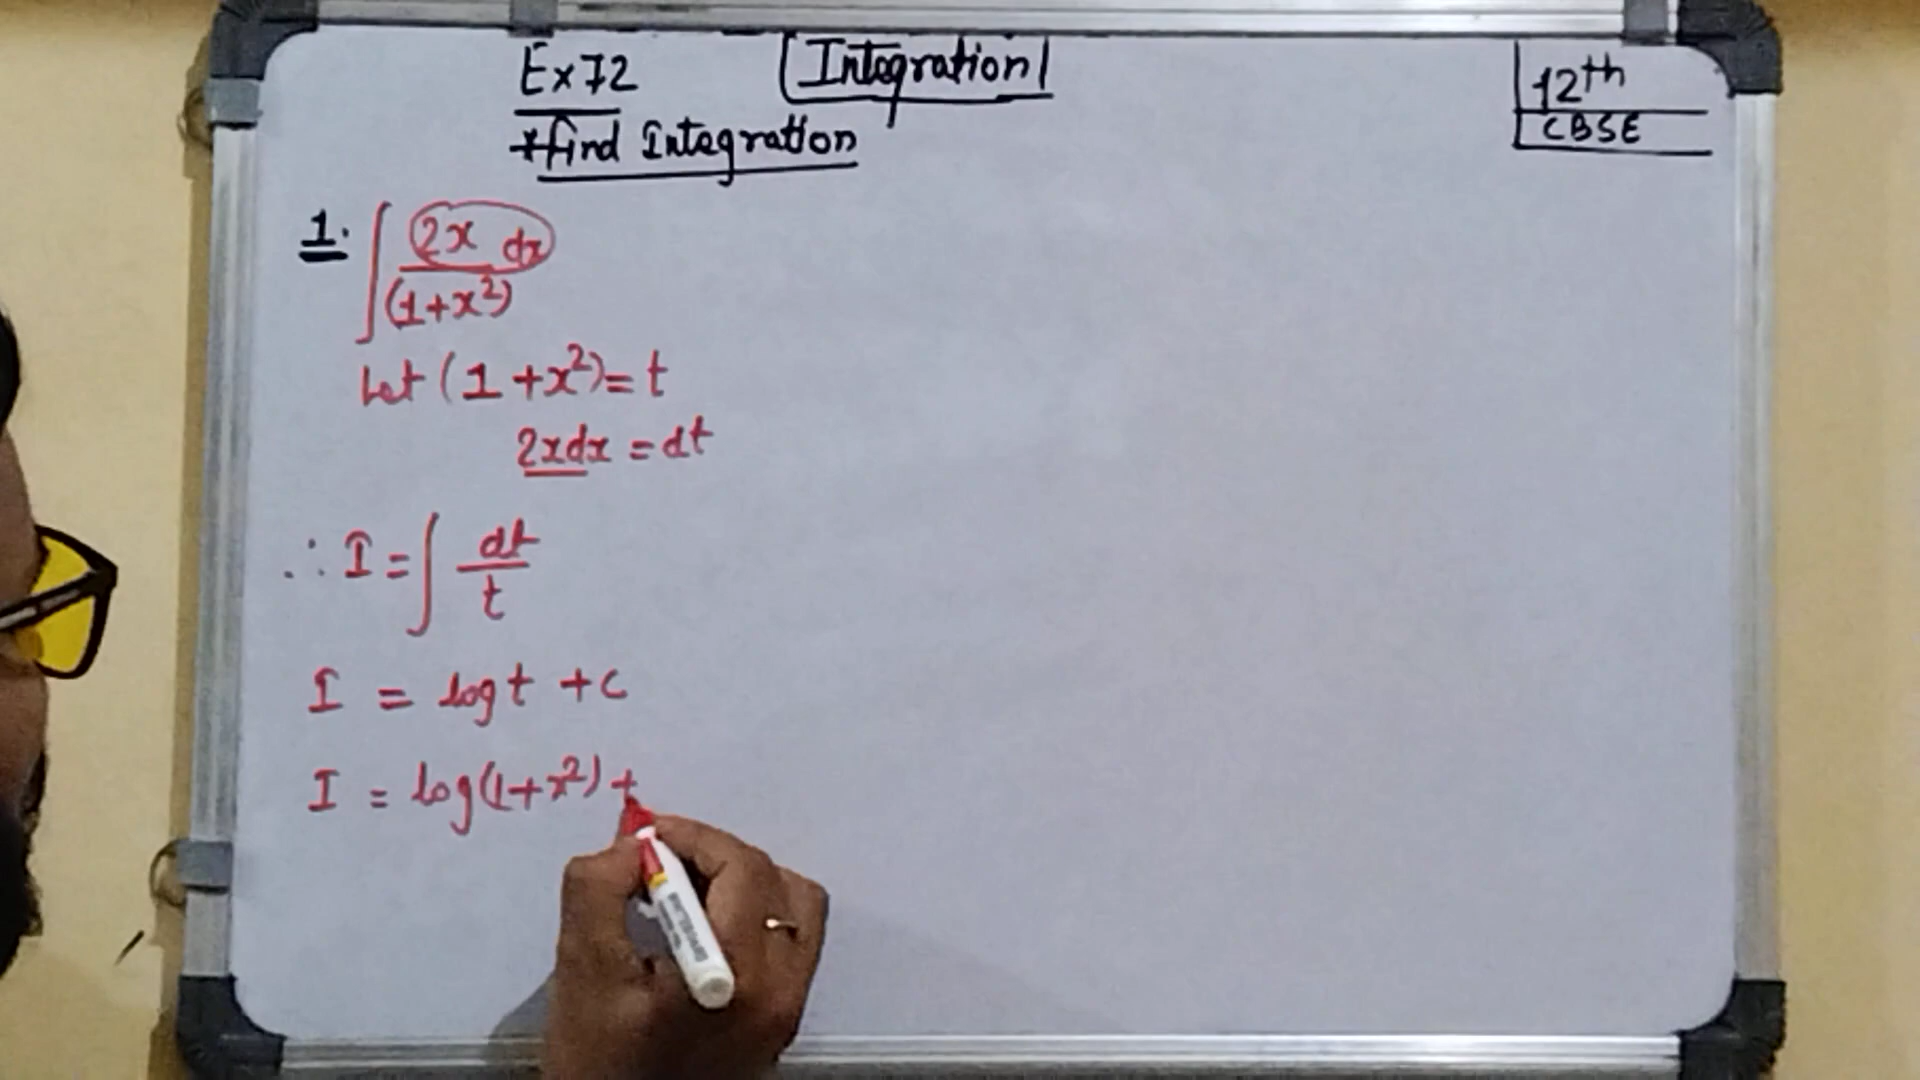 Ex 72
Integration
12th
CBSE
*find Integration
1. ∫ 2x dx / (1+x²)
Let (1+x²)= t
2xdx = dt
∴ I = ∫ dt / t
I = log t + c
I = log(1+x²) +